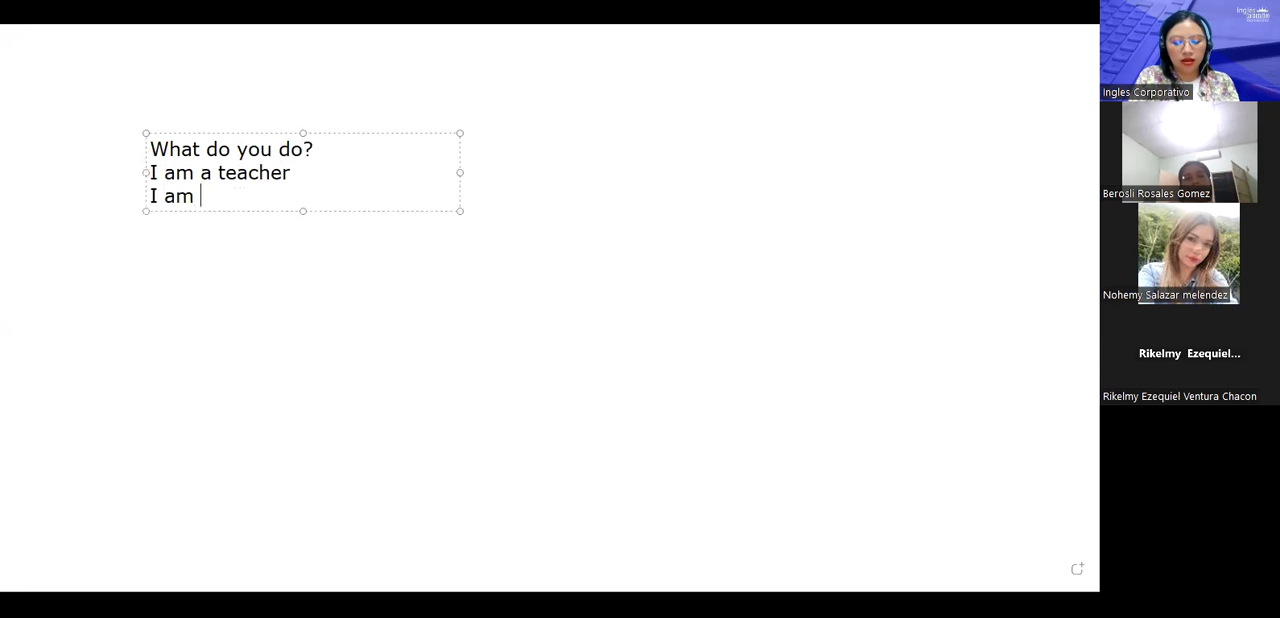 What do you do?
I am a teacher
I am
Ingles Corporativo
Berosli Rosales Gomez
Nohemy Salazar melendez
Rikelmy Ezequiel...
Rikelmy Ezequiel Ventura Chacon